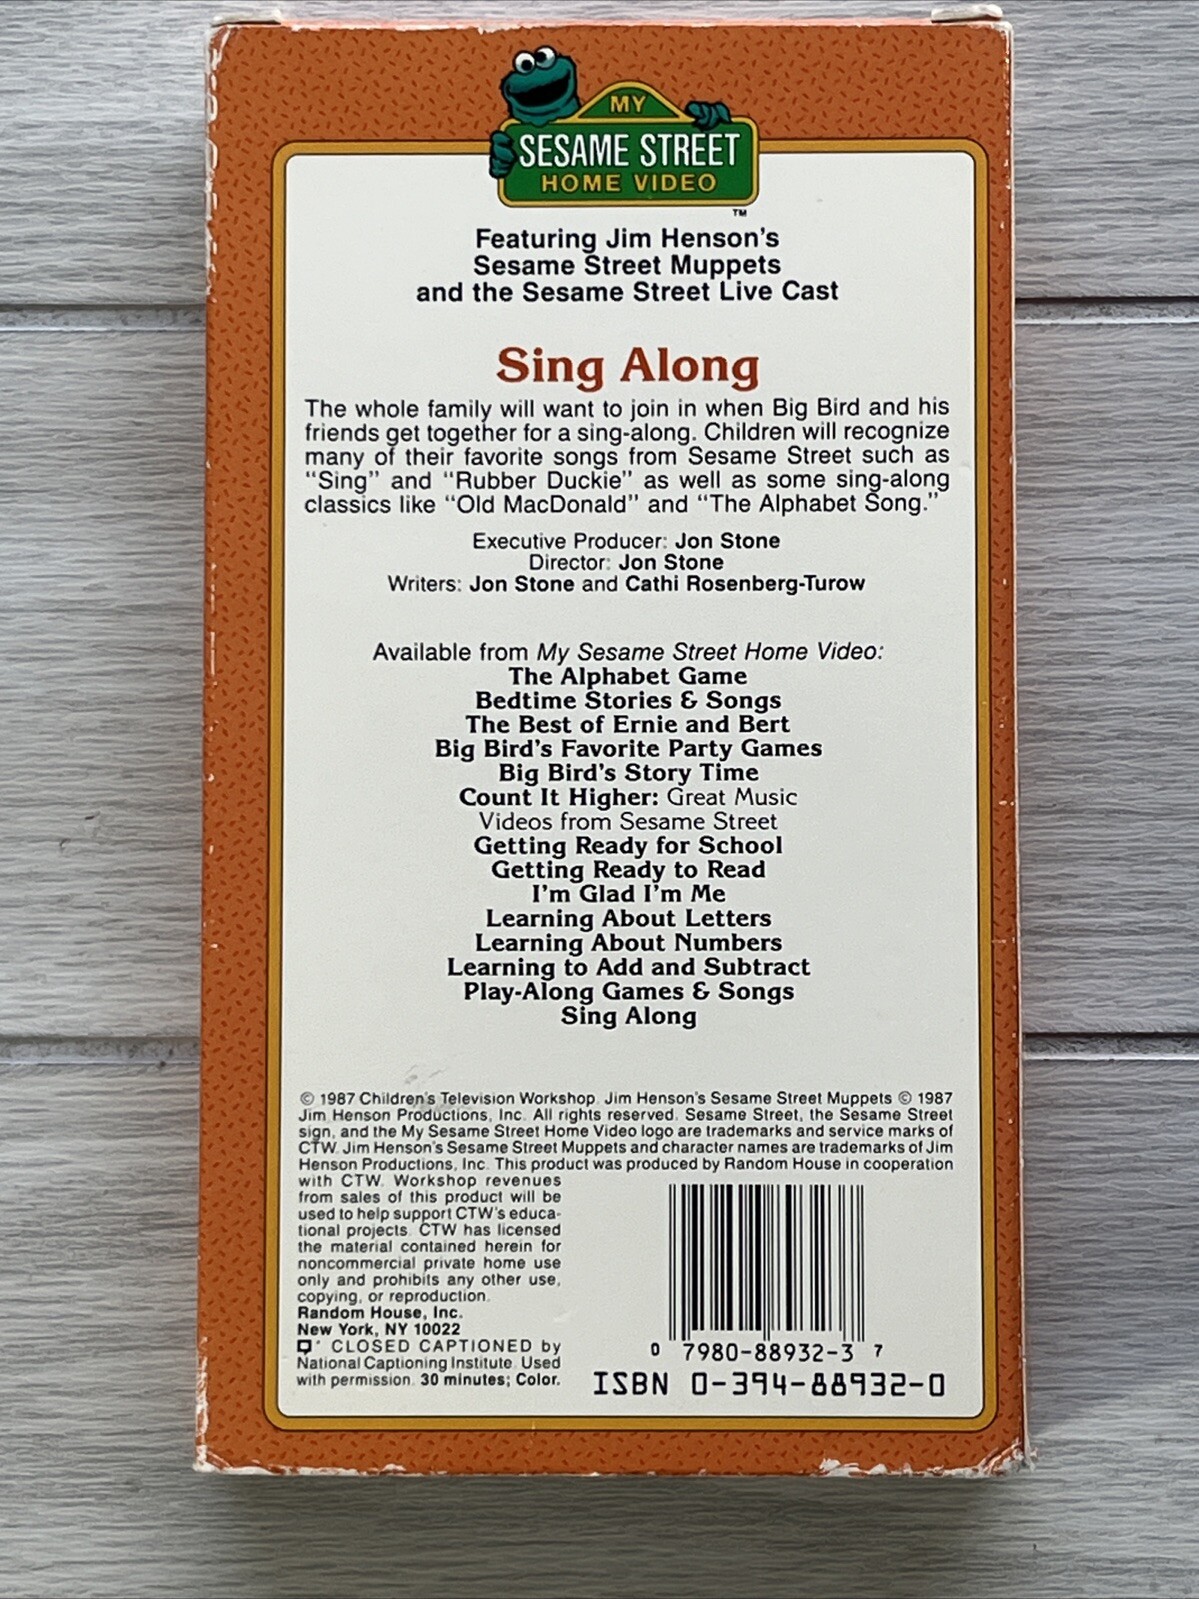 MY
SESAME STREET
HOME VIDEO
™
Featuring Jim Henson's
Sesame Street Muppets
and the Sesame Street Live Cast
Sing Along
The whole family will want to join in when Big Bird and his
friends get together for a sing-along. Children will recognize
many of their favorite songs from Sesame Street such as
“Sing” and “Rubber Duckie” as well as some sing-along
classics like “Old MacDonald” and “The Alphabet Song.”
Executive Producer: Jon Stone
Director: Jon Stone
Writers: Jon Stone and Cathi Rosenberg-Turow
Available from My Sesame Street Home Video:
The Alphabet Game
Bedtime Stories & Songs
The Best of Ernie and Bert
Big Bird's Favorite Party Games
Big Bird's Story Time
Count It Higher: Great Music
Videos from Sesame Street
Getting Ready for School
Getting Ready to Read
I'm Glad I'm Me
Learning About Letters
Learning About Numbers
Learning to Add and Subtract
Play-Along Games & Songs
Sing Along
© 1987 Children's Television Workshop. Jim Henson's Sesame Street Muppets © 1987
Jim Henson Productions, Inc. All rights reserved. Sesame Street, the Sesame Street
sign, and the My Sesame Street Home Video logo are trademarks and service marks of
CTW. Jim Henson's Sesame Street Muppets and character names are trademarks of Jim
Henson Productions, Inc. This product was produced by Random House in cooperation
with CTW. Workshop revenues
from sales of this product will be
used to help support CTW's educa-
tional projects. CTW has licensed
the material contained herein for
noncommercial private home use
only and prohibits any other use,
copying, or reproduction.
Random House, Inc.
New York, NY 10022
CLOSED CAPTIONED by
National Captioning Institute. Used
with permission. 30 minutes; Color.
0 7980-88932-3 7
ISBN 0-394-88932-0